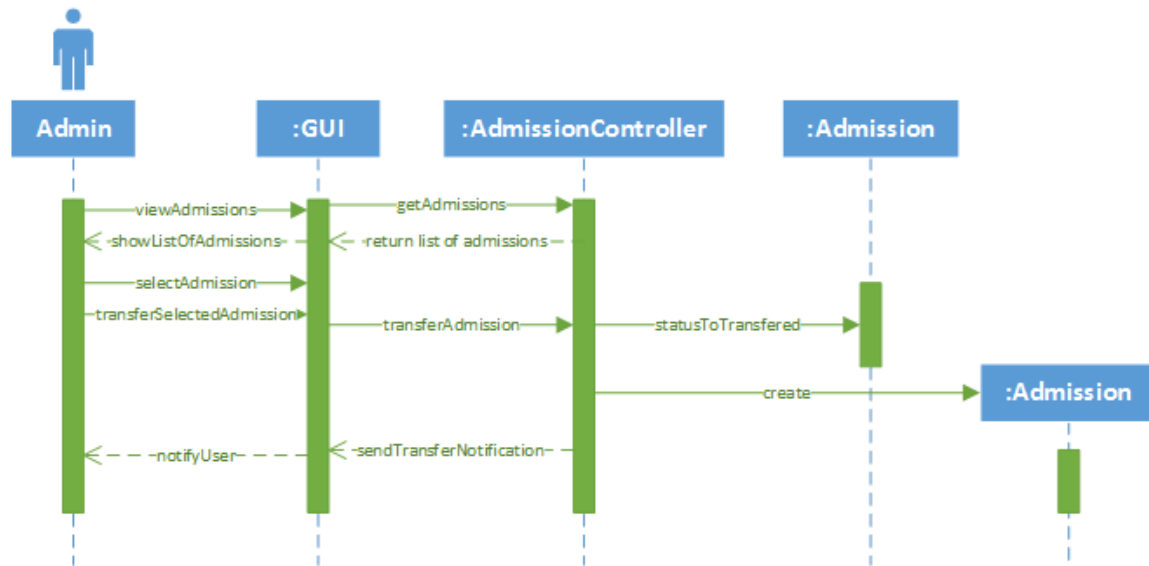 Admin
:GUI
:AdmissionController
:Admission
viewAdmissions
getAdmissions
showListOfAdmissions
return list of admissions
selectAdmission
transferSelectedAdmission
transferAdmission
statusToTransfered
create
:Admission
notifyUser
sendTransferNotification